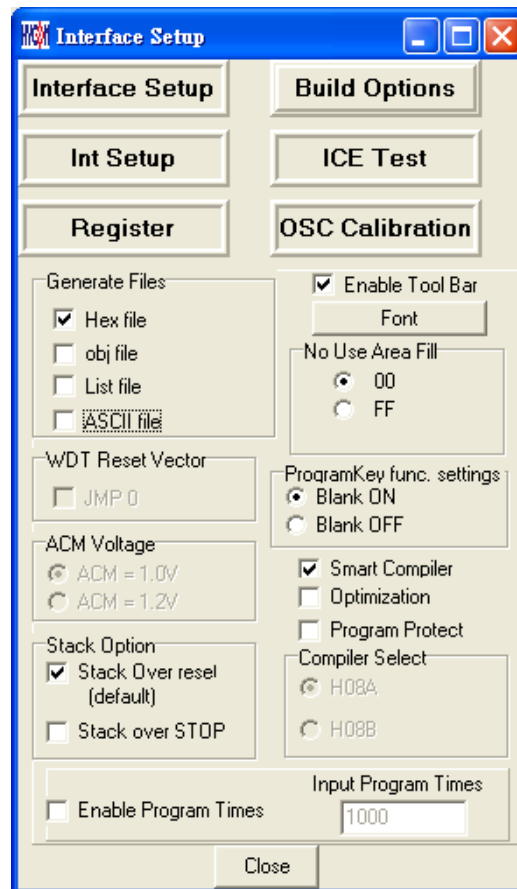 HYCON Interface Setup
Interface Setup
Build Options
Int Setup
ICE Test
Register
OSC Calibration
Generate Files
Hex file
obj file
List file
ASCII file
Enable Tool Bar
Font
No Use Area Fill
00
FF
WDT Reset Vector
JMP 0
ProgramKey func. settings
Blank ON
Blank OFF
ACM Voltage
ACM = 1.0V
ACM = 1.2V
Smart Compiler
Optimization
Program Protect
Stack Option
Stack Over reset
(default)
Stack over STOP
Compiler Select
H08A
H08B
Enable Program Times
Input Program Times
1000
Close